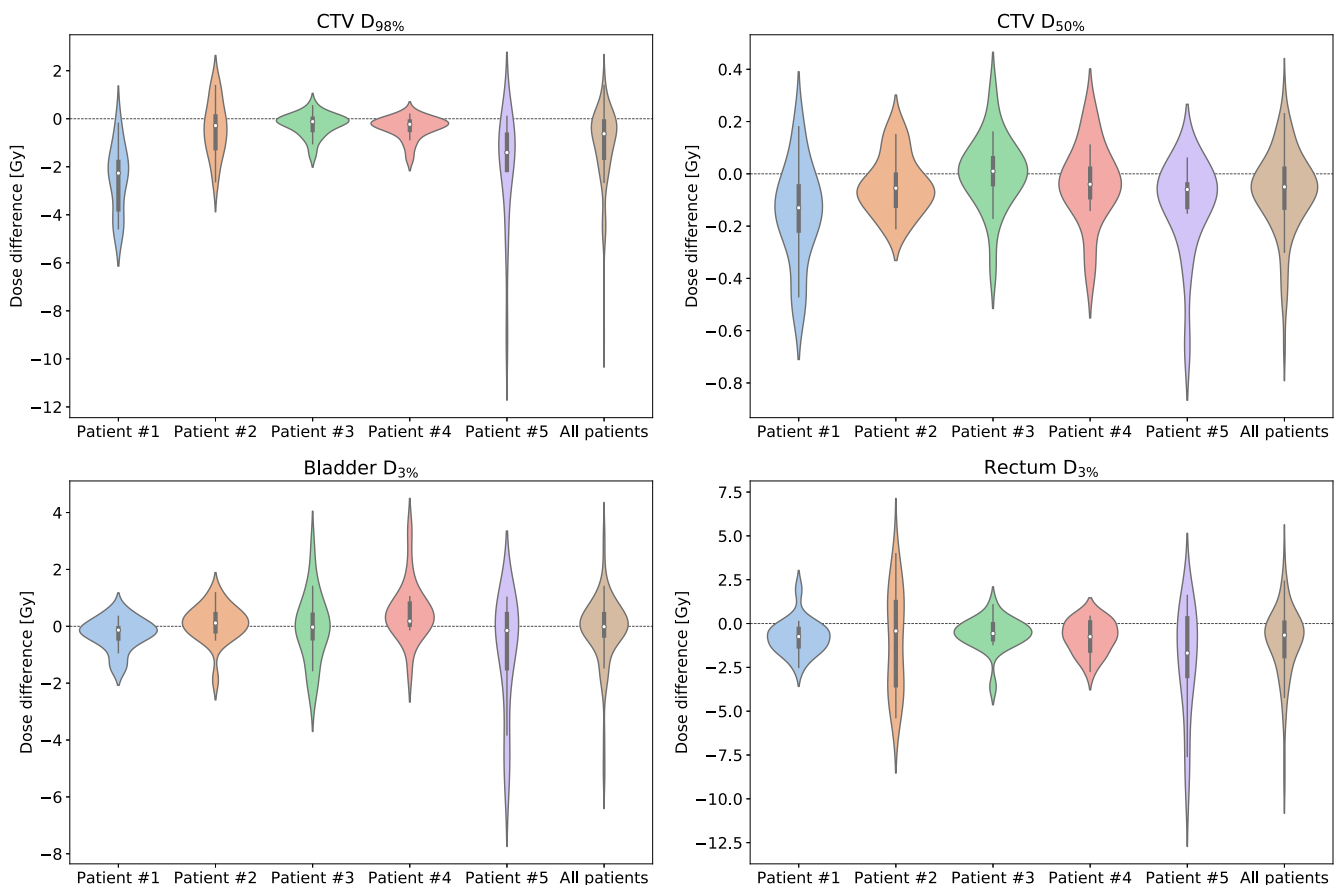 CTV D98%
Dose difference [Gy]
2
0
−2
−4
−6
−8
−10
−12
Patient #1 Patient #2 Patient #3 Patient #4 Patient #5 All patients
CTV D50%
Dose difference [Gy]
0.4
0.2
0.0
−0.2
−0.4
−0.6
−0.8
Patient #1 Patient #2 Patient #3 Patient #4 Patient #5 All patients
Bladder D3%
Dose difference [Gy]
4
2
0
−2
−4
−6
−8
Patient #1 Patient #2 Patient #3 Patient #4 Patient #5 All patients
Rectum D3%
Dose difference [Gy]
7.5
5.0
2.5
0.0
−2.5
−5.0
−7.5
−10.0
−12.5
Patient #1 Patient #2 Patient #3 Patient #4 Patient #5 All patients